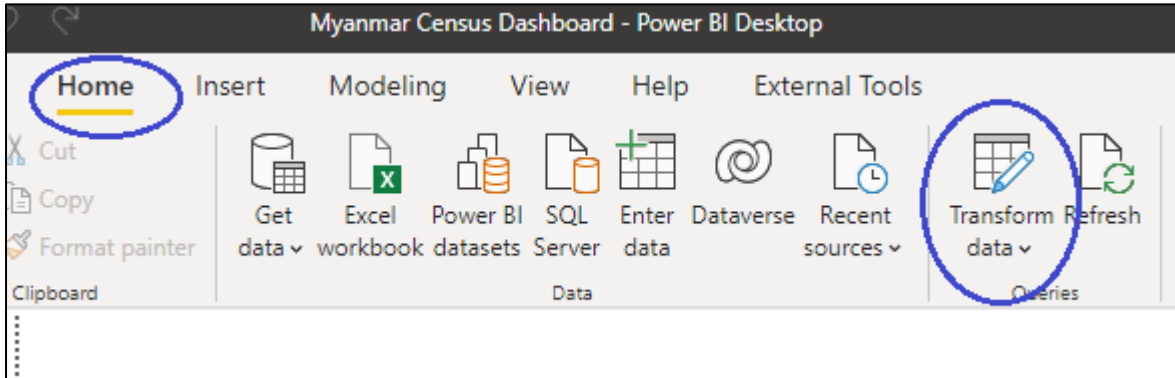 Myanmar Census Dashboard - Power BI Desktop
Home Insert Modeling View Help External Tools
Cut
Copy
Format painter
Get data
Excel workbook
Power BI datasets
SQL Server
Enter data
Dataverse
Recent sources
Transform data
Refresh
Clipboard
Data
Queries